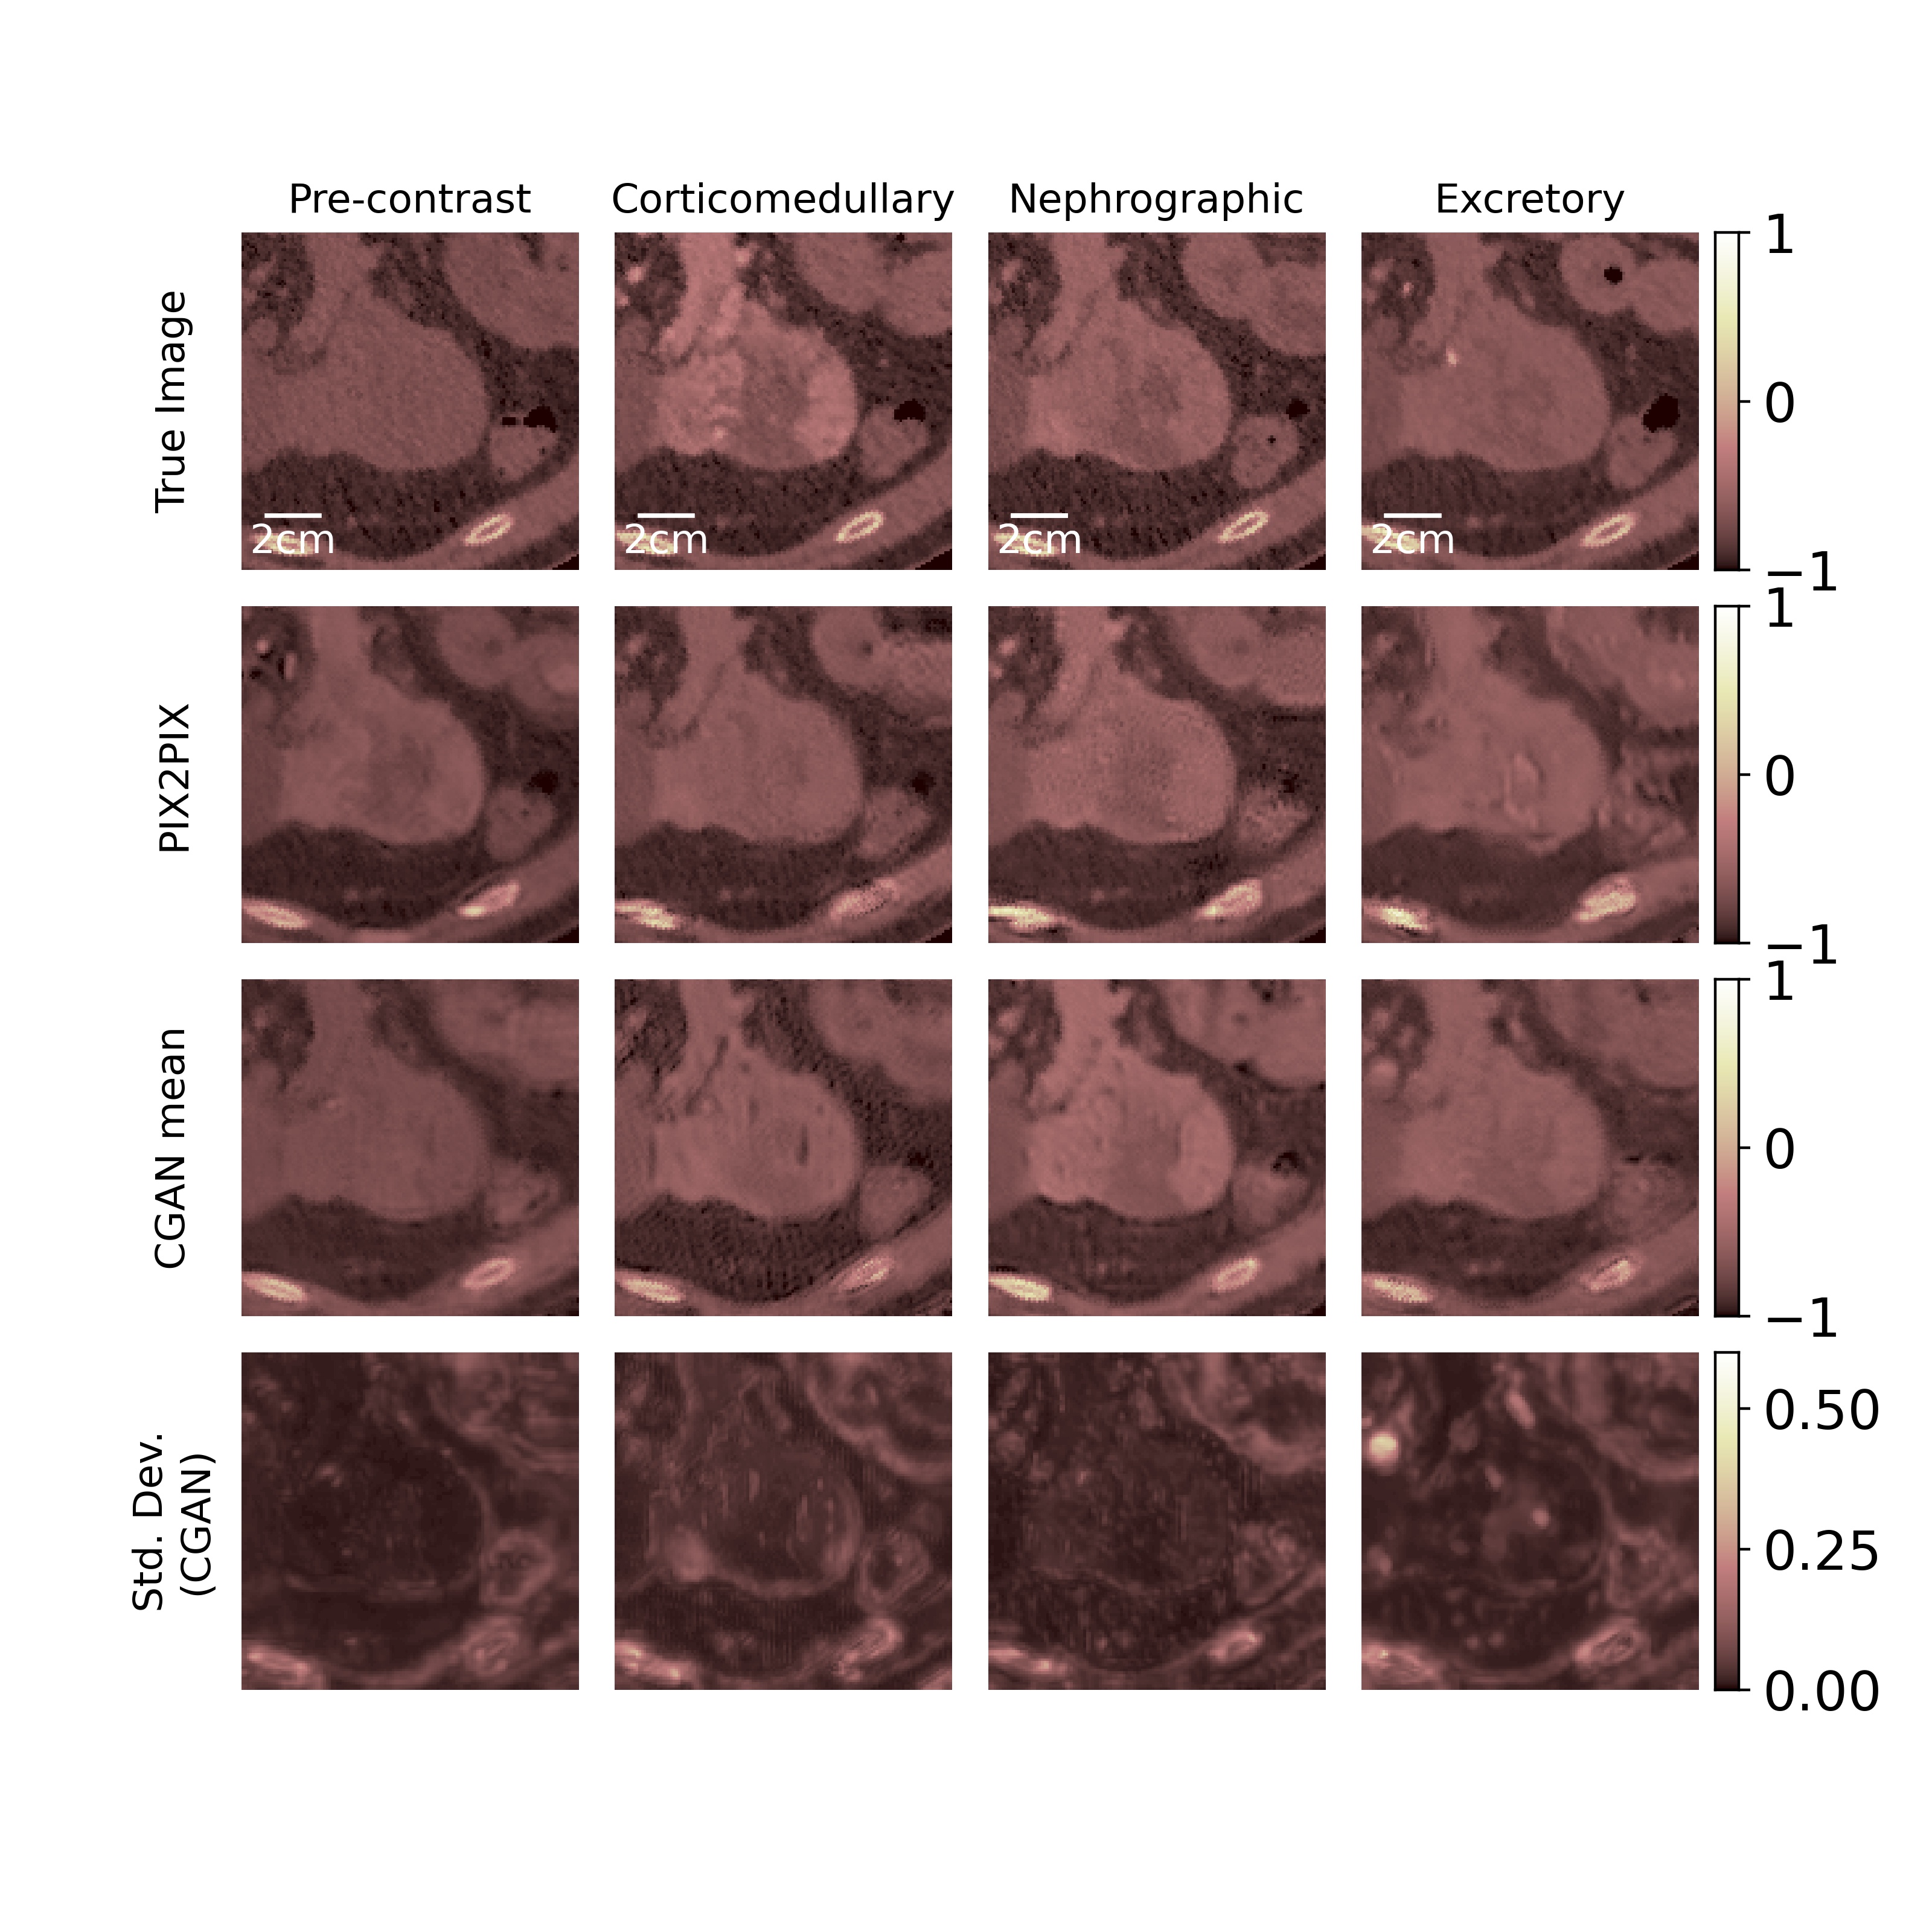 Pre-contrast Corticomedullary Nephrographic Excretory
True Image
2cm 2cm 2cm 2cm
1
0
−1
PIX2PIX
1
0
−1
CGAN mean
1
0
−1
Std. Dev.
(CGAN)
0.50
0.25
0.00